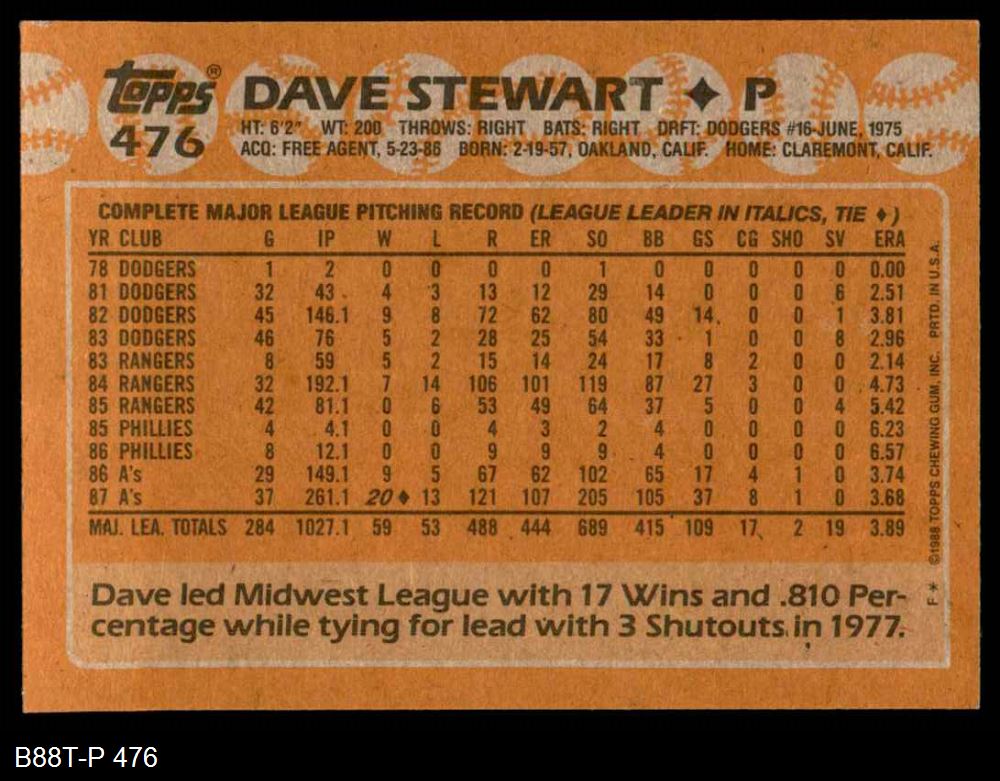 topps® DAVE STEWART ♦ P
476 HT: 6'2" WT: 200 THROWS: RIGHT BATS: RIGHT DRFT: DODGERS #16-JUNE, 1975
ACQ: FREE AGENT, 5-23-86 BORN: 2-19-57, OAKLAND, CALIF. HOME: CLAREMONT, CALIF.
COMPLETE MAJOR LEAGUE PITCHING RECORD (LEAGUE LEADER IN ITALICS, TIE ♦)
YR CLUB G IP W L R ER SO BB GS CG SHO SV ERA
78 DODGERS 1 2 0 0 0 0 1 0 0 0 0 0 0.00
81 DODGERS 32 43 4 3 13 12 29 14 0 0 0 6 2.51
82 DODGERS 45 146.1 9 8 72 62 80 49 14 0 0 1 3.81
83 DODGERS 46 76 5 2 28 25 54 33 1 0 0 8 2.96
83 RANGERS 8 59 5 2 15 14 24 17 8 2 0 0 2.14
84 RANGERS 32 192.1 7 14 106 101 119 87 27 3 0 0 4.73
85 RANGERS 42 81.1 0 6 53 49 64 37 5 0 0 4 5.42
85 PHILLIES 4 4.1 0 0 4 3 2 4 0 0 0 0 6.23
86 PHILLIES 8 12.1 0 0 9 9 9 4 0 0 0 0 6.57
86 A's 29 149.1 9 5 67 62 102 65 17 4 1 0 3.74
87 A's 37 261.1 20♦ 13 121 107 205 105 37 8 1 0 3.68
MAJ. LEA. TOTALS 284 1027.1 59 53 488 444 689 415 109 17 2 19 3.89
Dave led Midwest League with 17 Wins and .810 Per-
centage while tying for lead with 3 Shutouts in 1977.
F* ©1988 TOPPS CHEWING GUM, INC. PRTD. IN U.S.A.
B88T-P 476